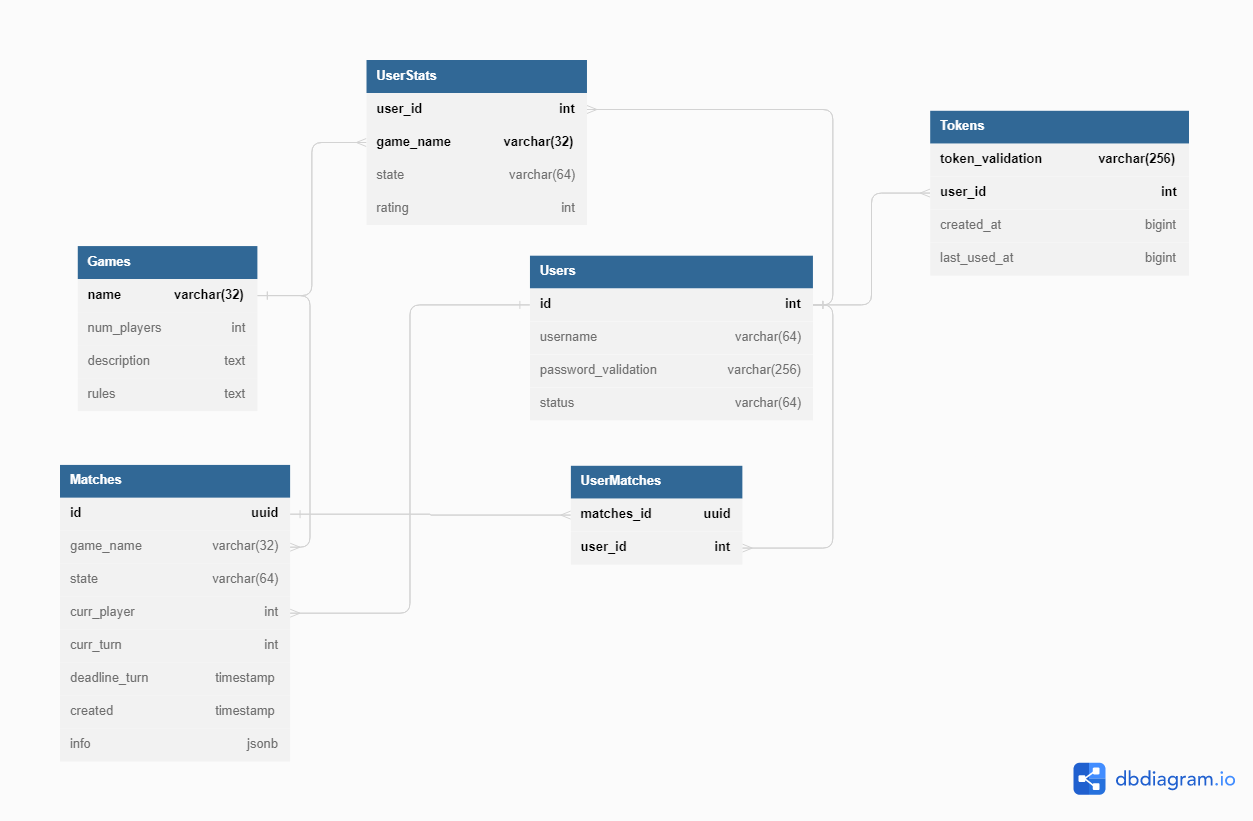 UserStats
user_id int
game_name varchar(32)
state varchar(64)
rating int
Tokens
token_validation varchar(256)
user_id int
created_at bigint
last_used_at bigint
Games
name varchar(32)
num_players int
description text
rules text
Users
id int
username varchar(64)
password_validation varchar(256)
status varchar(64)
Matches
id uuid
game_name varchar(32)
state varchar(64)
curr_player int
curr_turn int
deadline_turn timestamp
created timestamp
info jsonb
UserMatches
matches_id uuid
user_id int
dbdiagram.io